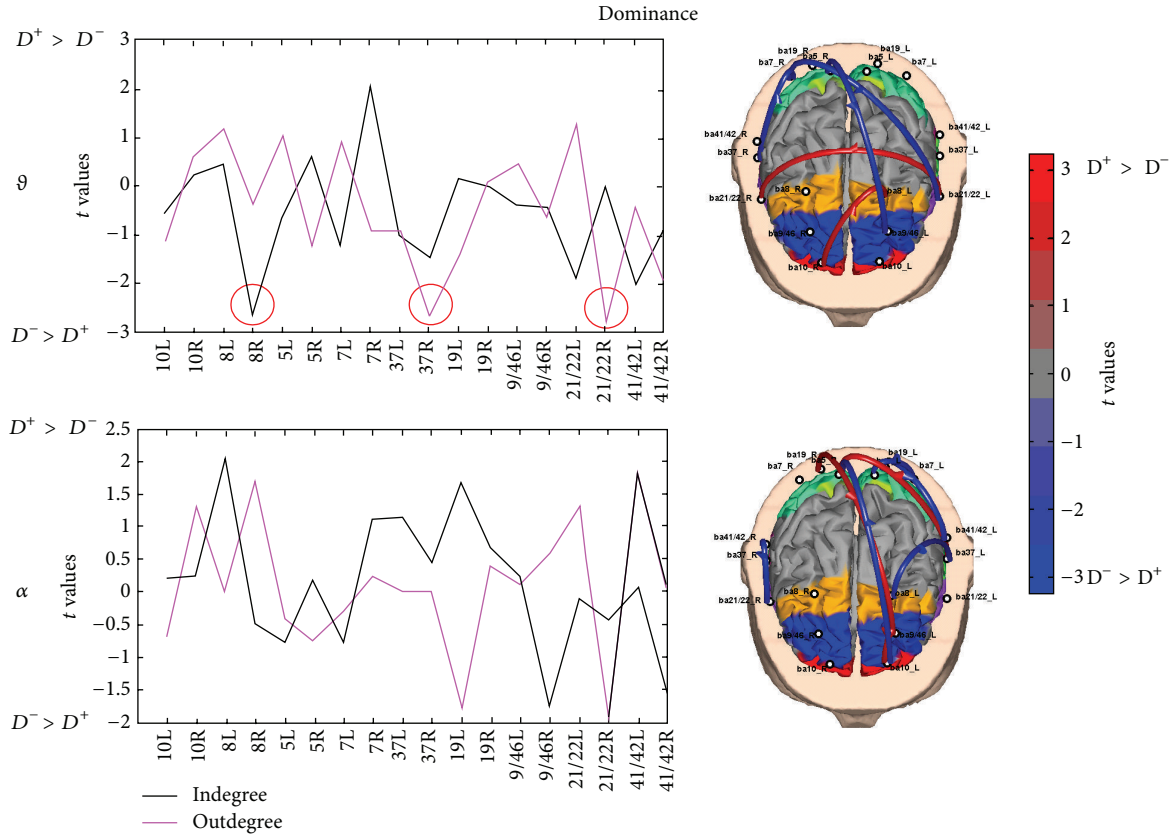 Dominance
D⁺ > D⁻
3
2
1
0
−1
−2
−3
D⁻ > D⁺
ϑ
t values
10L
10R
8L
8R
5L
5R
7L
7R
37L
37R
19L
19R
9/46L
9/46R
21/22L
21/22R
41/42L
41/42R
ba19_R
ba19_L
ba7_R
ba5_R
ba5_L
ba7_L
ba41/42_R
ba41/42_L
ba37_R
ba37_L
ba21/22_R
ba8_R
ba8_L
ba21/22_L
ba9/46_R
ba9/46_L
ba10_R
ba10_L
3
D⁺ > D⁻
2
1
0
−1
−2
−3
D⁻ > D⁺
t values
D⁺ > D⁻
2.5
2
1.5
1
0.5
0
−0.5
−1
−1.5
−2
D⁻ > D⁺
α
t values
10L
10R
8L
8R
5L
5R
7L
7R
37L
37R
19L
19R
9/46L
9/46R
21/22L
21/22R
41/42L
41/42R
Indegree
Outdegree
ba19_R
ba19_L
ba7_R
ba7_L
ba41/42_R
ba41/42_L
ba37_R
ba37_L
ba21/22_R
ba8_R
ba8_L
ba21/22_L
ba9/46_R
ba9/46_L
ba10_R
ba10_L